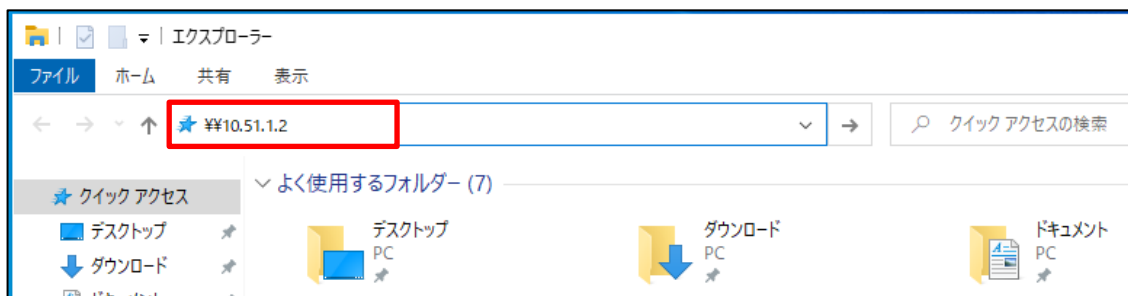 エクスプローラー
ファイル ホーム 共有 表示
¥¥10.51.1.2 クイック アクセスの検索
クイック アクセス
デスクトップ
ダウンロード
よく使用するフォルダー (7)
デスクトップ
PC
ダウンロード
PC
ドキュメント
PC